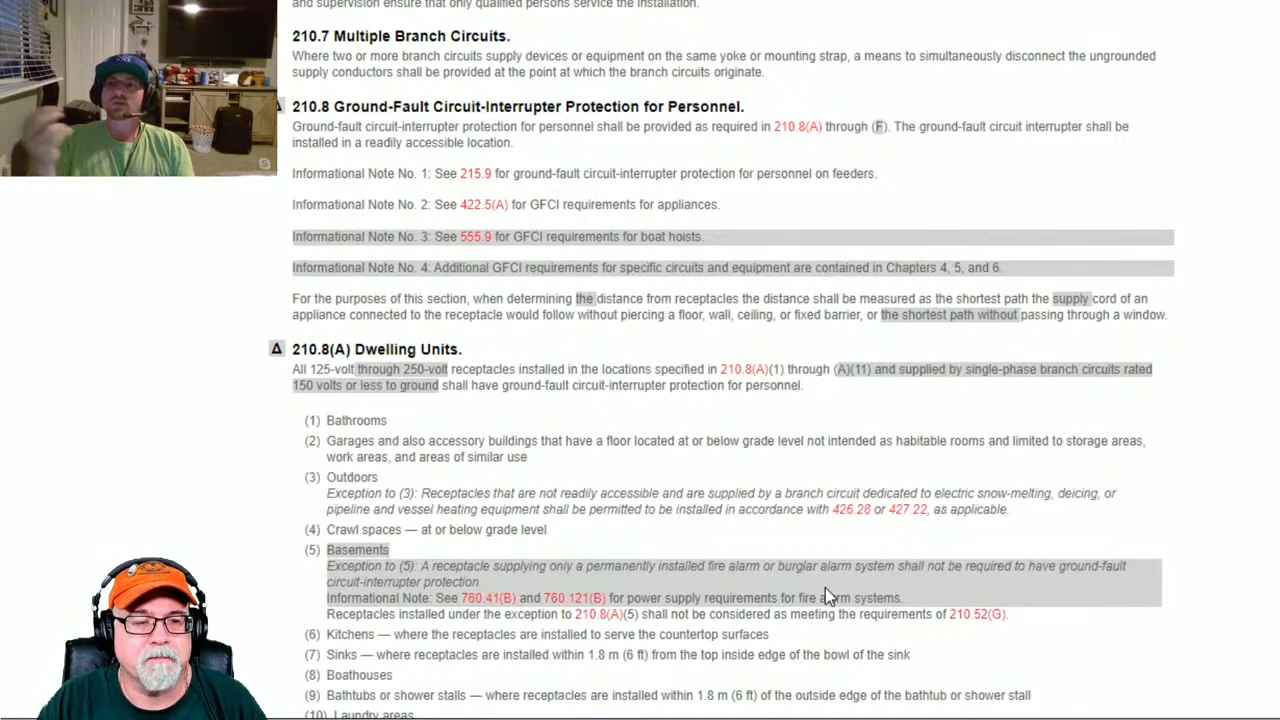 and supervision ensure that only qualified persons service the installation.
210.7 Multiple Branch Circuits.
Where two or more branch circuits supply devices or equipment on the same yoke or mounting strap, a means to simultaneously disconnect the ungrounded
supply conductors shall be provided at the point at which the branch circuits originate.
Δ 210.8 Ground-Fault Circuit-Interrupter Protection for Personnel.
Ground-fault circuit-interrupter protection for personnel shall be provided as required in 210.8(A) through (F). The ground-fault circuit interrupter shall be
installed in a readily accessible location.
Informational Note No. 1: See 215.9 for ground-fault circuit-interrupter protection for personnel on feeders.
Informational Note No. 2: See 422.5(A) for GFCI requirements for appliances.
Informational Note No. 3: See 555.9 for GFCI requirements for boat hoists.
Informational Note No. 4: Additional GFCI requirements for specific circuits and equipment are contained in Chapters 4, 5, and 6.
For the purposes of this section, when determining the distance from receptacles the distance shall be measured as the shortest path the supply cord of an
appliance connected to the receptacle would follow without piercing a floor, wall, ceiling, or fixed barrier, or the shortest path without passing through a window.
Δ 210.8(A) Dwelling Units.
All 125-volt through 250-volt receptacles installed in the locations specified in 210.8(A)(1) through (A)(11) and supplied by single-phase branch circuits rated
150 volts or less to ground shall have ground-fault circuit-interrupter protection for personnel.
(1) Bathrooms
(2) Garages and also accessory buildings that have a floor located at or below grade level not intended as habitable rooms and limited to storage areas,
work areas, and areas of similar use
(3) Outdoors
Exception to (3): Receptacles that are not readily accessible and are supplied by a branch circuit dedicated to electric snow-melting, deicing, or
pipeline and vessel heating equipment shall be permitted to be installed in accordance with 426.28 or 427.22, as applicable.
(4) Crawl spaces — at or below grade level
(5) Basements
Exception to (5): A receptacle supplying only a permanently installed fire alarm or burglar alarm system shall not be required to have ground-fault
circuit-interrupter protection.
Informational Note: See 760.41(B) and 760.121(B) for power supply requirements for fire alarm systems.
Receptacles installed under the exception to 210.8(A)(5) shall not be considered as meeting the requirements of 210.52(G).
(6) Kitchens — where the receptacles are installed to serve the countertop surfaces
(7) Sinks — where receptacles are installed within 1.8 m (6 ft) from the top inside edge of the bowl of the sink
(8) Boathouses
(9) Bathtubs or shower stalls — where receptacles are installed within 1.8 m (6 ft) of the outside edge of the bathtub or shower stall
(10) Laundry areas